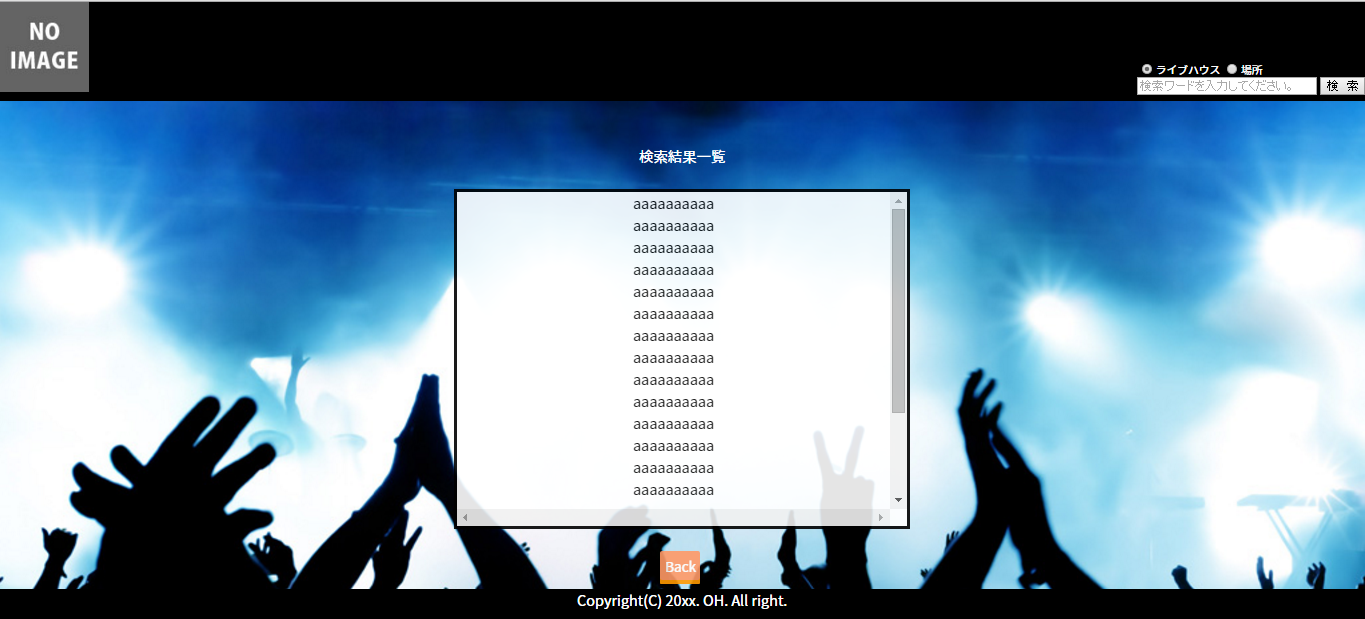 NO
IMAGE
ライブハウス 場所
検索ワードを入力してください。 検 索
検索結果一覧
aaaaaaaaaa
aaaaaaaaaa
aaaaaaaaaa
aaaaaaaaaa
aaaaaaaaaa
aaaaaaaaaa
aaaaaaaaaa
aaaaaaaaaa
aaaaaaaaaa
aaaaaaaaaa
aaaaaaaaaa
aaaaaaaaaa
aaaaaaaaaa
aaaaaaaaaa
Back
Copyright(C) 20xx. OH. All right.